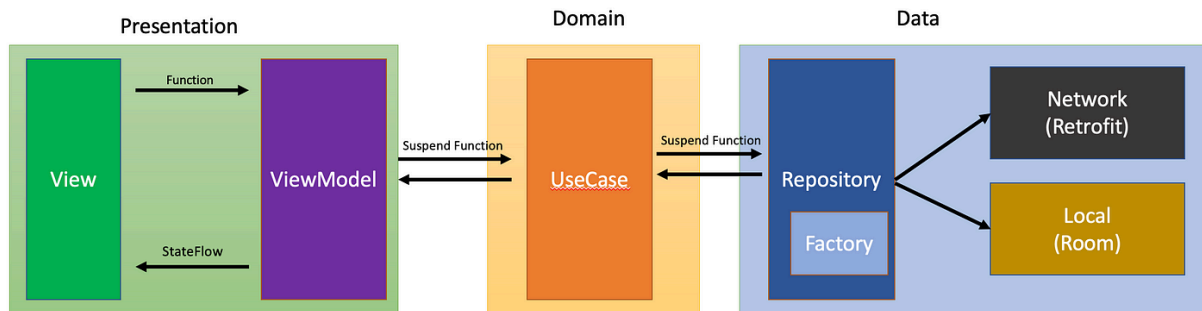 Presentation
Domain
Data
Function
View
ViewModel
StateFlow
Suspend Function
UseCase
Suspend Function
Repository
Factory
Network
(Retrofit)
Local
(Room)